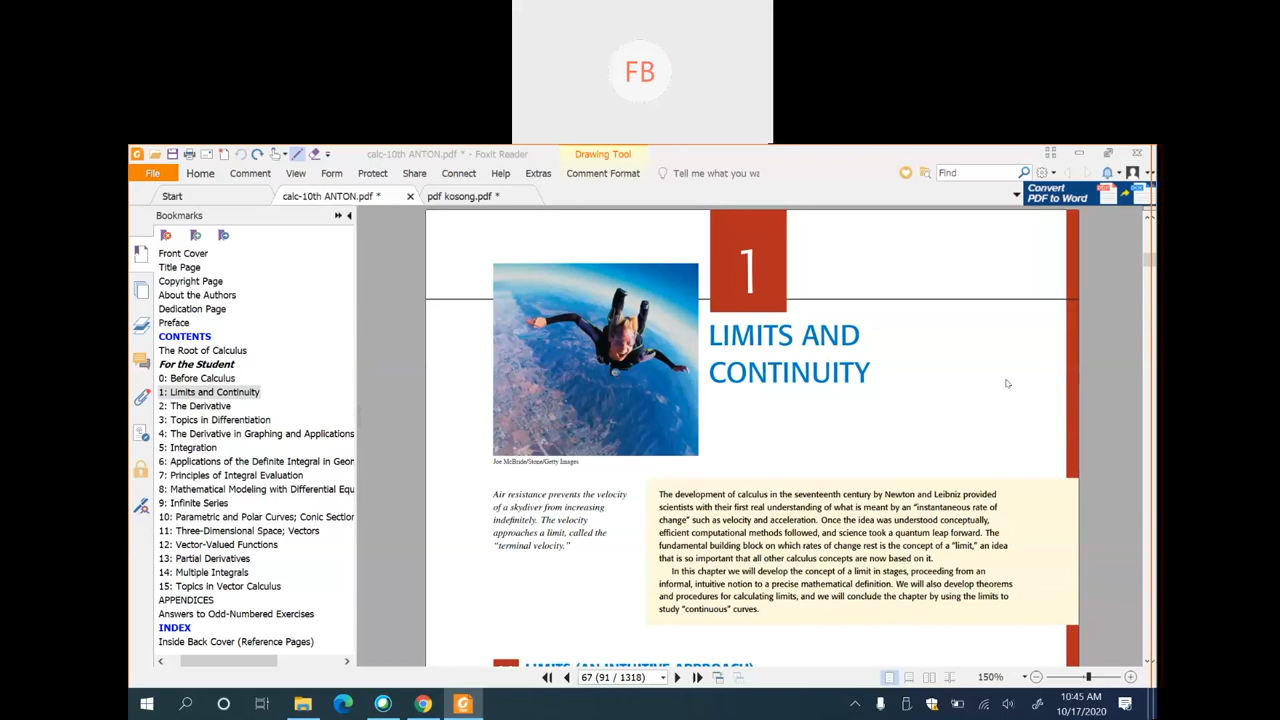 FB
calc-10th ANTON.pdf * - Foxit Reader
Drawing Tool
File
Home
Comment
View
Form
Protect
Share
Connect
Help
Extras
Comment Format
Tell me what you wa
Find
Start
calc-10th ANTON.pdf *
pdf kosong.pdf *
Convert
PDF to Word
Bookmarks
Front Cover
Title Page
Copyright Page
About the Authors
Dedication Page
Preface
CONTENTS
The Root of Calculus
For the Student
0: Before Calculus
1: Limits and Continuity
2: The Derivative
3: Topics in Differentiation
4: The Derivative in Graphing and Applications
5: Integration
6: Applications of the Definite Integral in Geor
7: Principles of Integral Evaluation
8: Mathematical Modeling with Differential Equ
9: Infinite Series
10: Parametric and Polar Curves; Conic Section
11: Three-Dimensional Space; Vectors
12: Vector-Valued Functions
13: Partial Derivatives
14: Multiple Integrals
15: Topics in Vector Calculus
APPENDICES
Answers to Odd-Numbered Exercises
INDEX
Inside Back Cover (Reference Pages)
1
LIMITS AND
CONTINUITY
Joe McBride/Stone/Getty Images
Air resistance prevents the velocity
of a skydiver from increasing
indefinitely. The velocity
approaches a limit, called the
“terminal velocity.”
The development of calculus in the seventeenth century by Newton and Leibniz provided
scientists with their first real understanding of what is meant by an “instantaneous rate of
change” such as velocity and acceleration. Once the idea was understood conceptually,
efficient computational methods followed, and science took a quantum leap forward. The
fundamental building block on which rates of change rest is the concept of a “limit,” an idea
that is so important that all other calculus concepts are now based on it.
In this chapter we will develop the concept of a limit in stages, proceeding from an
informal, intuitive notion to a precise mathematical definition. We will also develop theorems
and procedures for calculating limits, and we will conclude the chapter by using the limits to
study “continuous” curves.
LIMITS (AN INTUITIVE APPROACH)
67 (91 / 1318)
150%
10:45 AM
10/17/2020